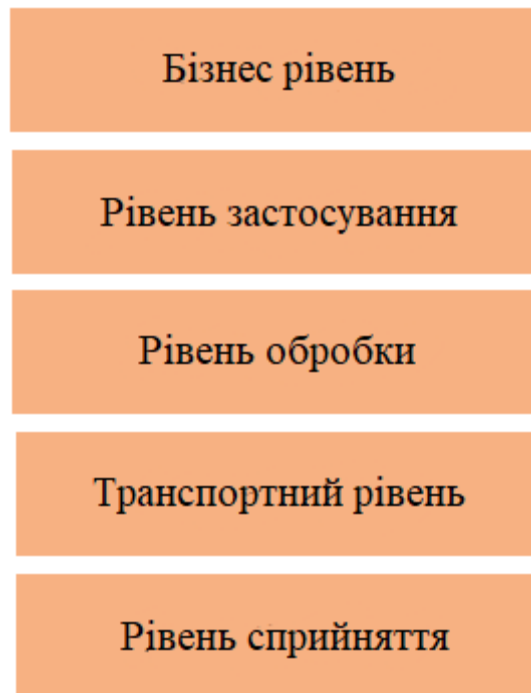 Бізнес рівень
Рівень застосування
Рівень обробки
Транспортний рівень
Рівень сприйняття